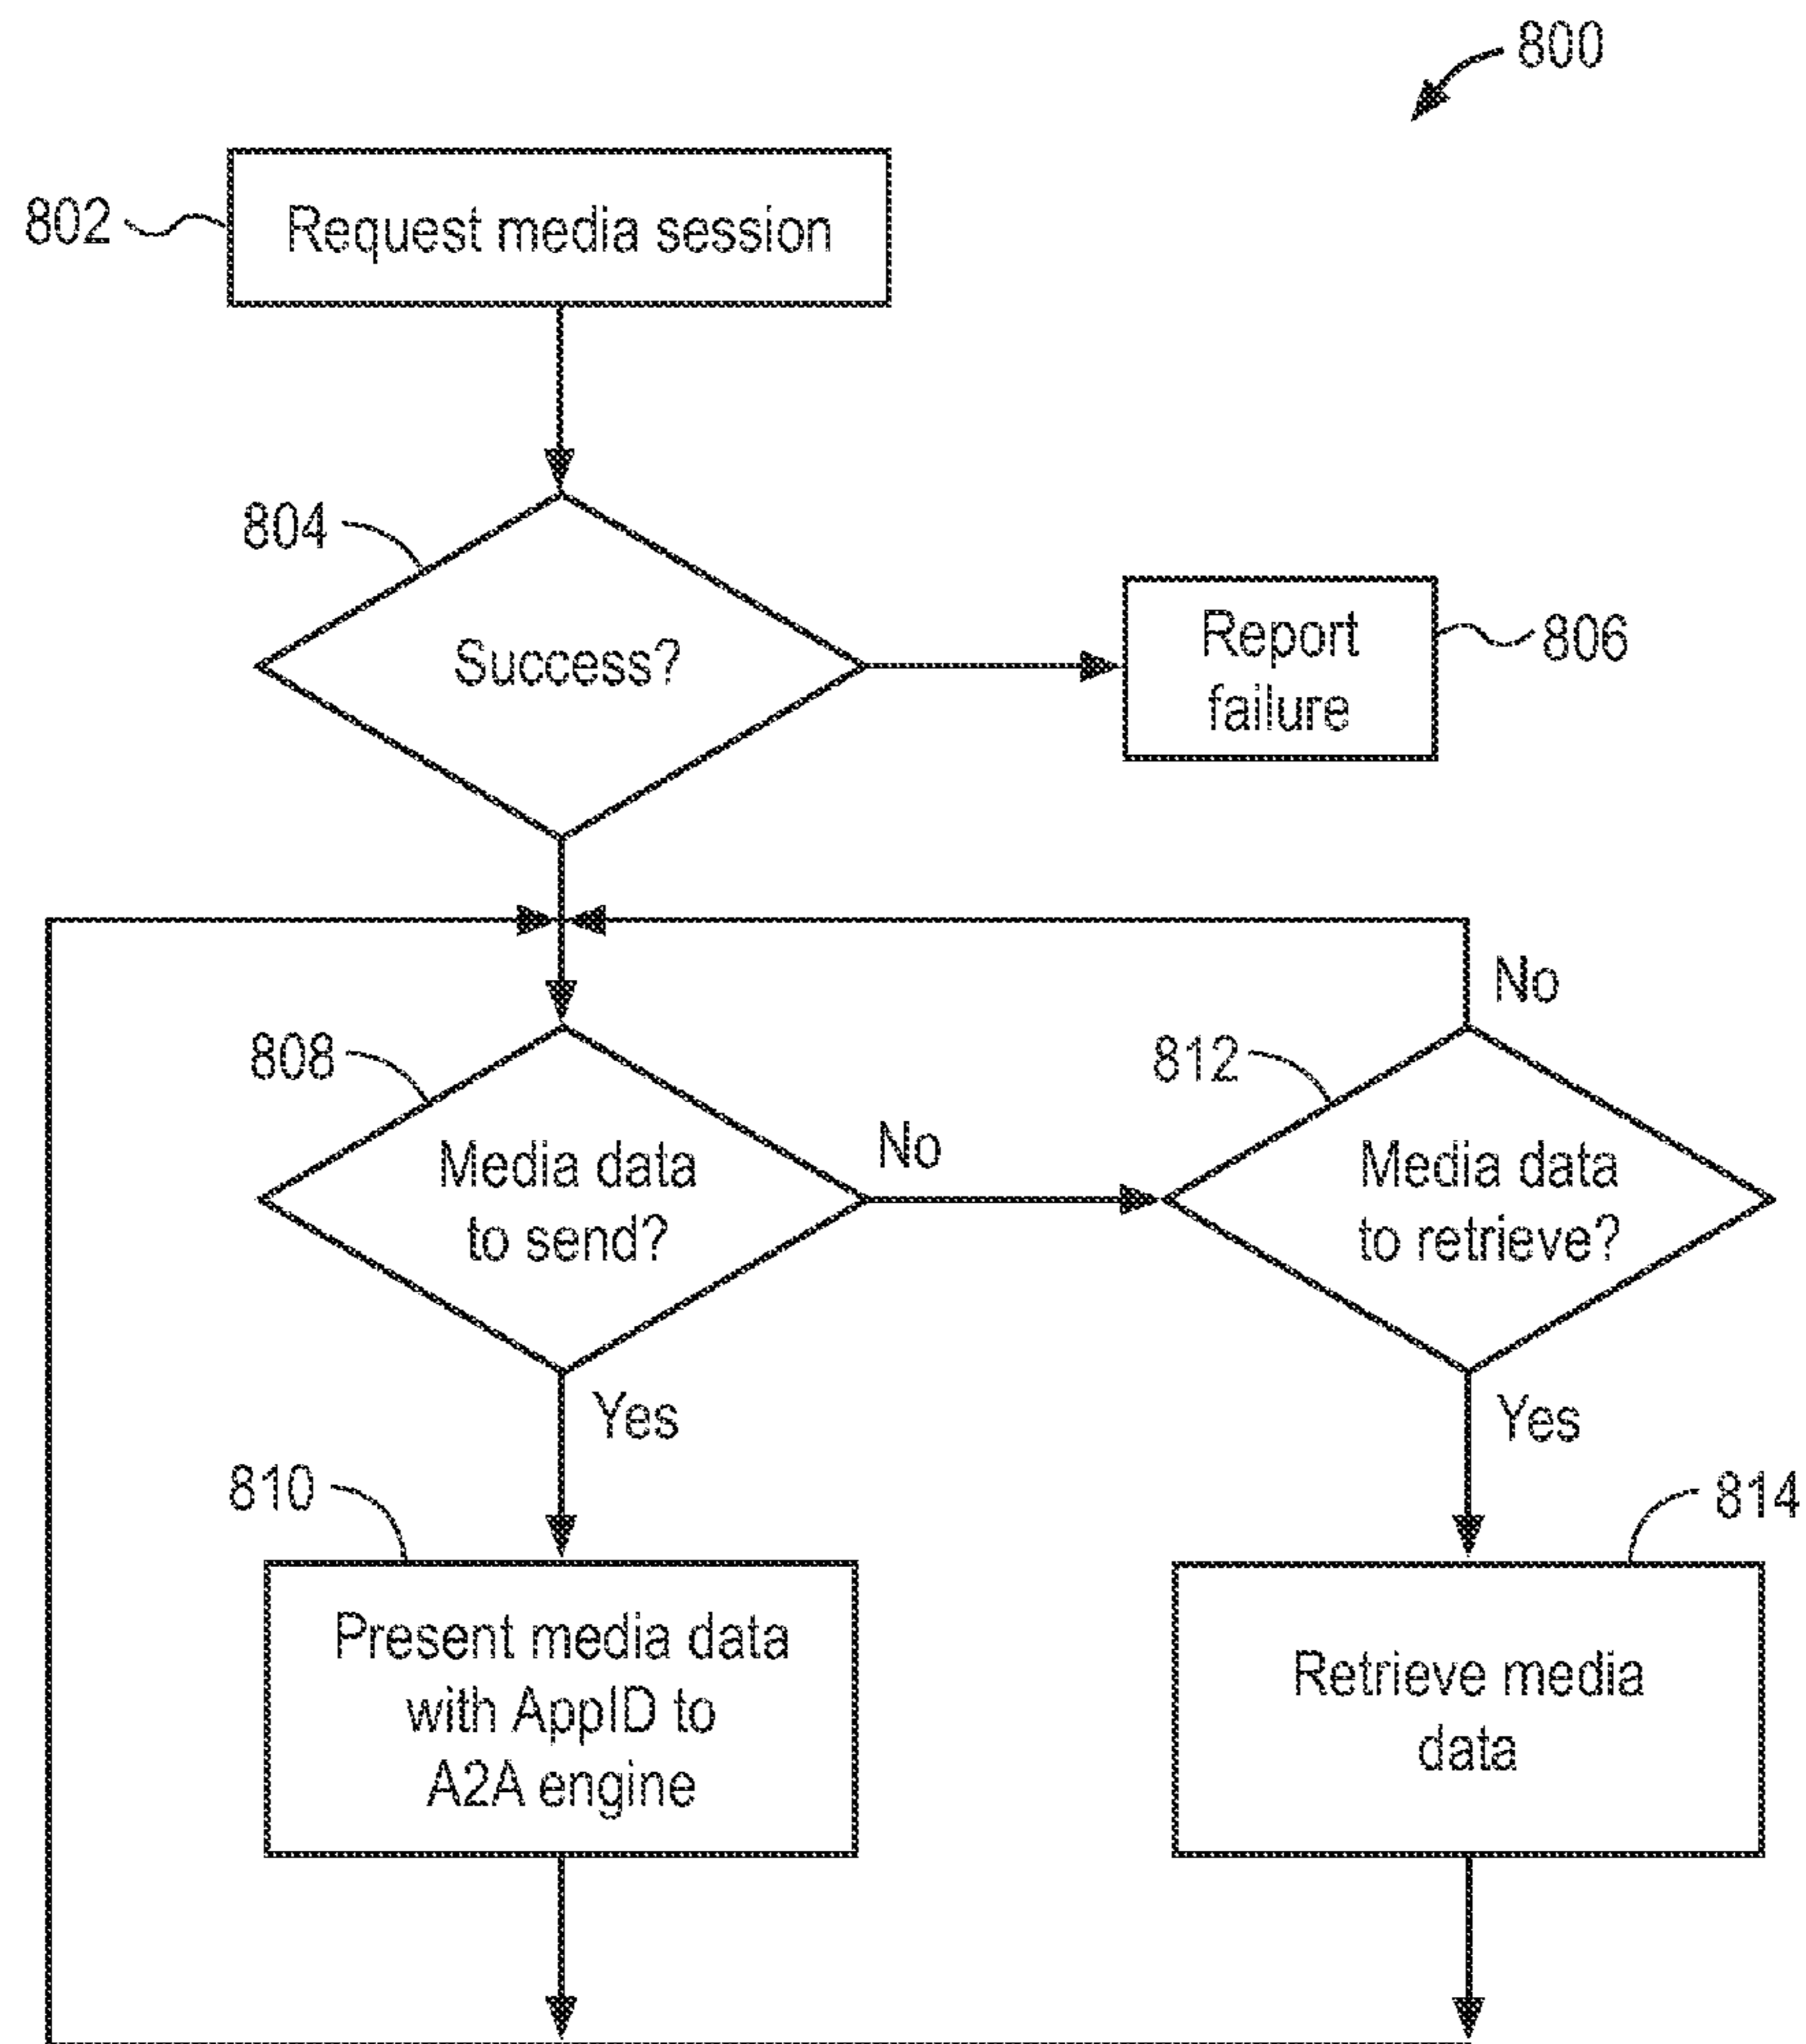 800
802
Request media session
804
Success?
Report
failure
806
No
808
812
Media data
to send?
No
Media data
to retrieve?
Yes
Yes
810
814
Present media data
with AppID to
A2A engine
Retrieve media
data